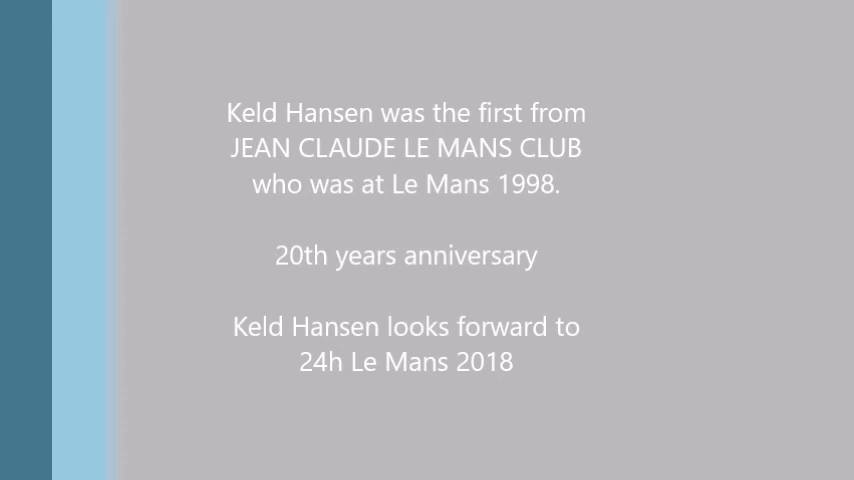 Keld Hansen was the first from
JEAN CLAUDE LE MANS CLUB
who was at Le Mans 1998.
20th years anniversary
Keld Hansen looks forward to
24h Le Mans 2018